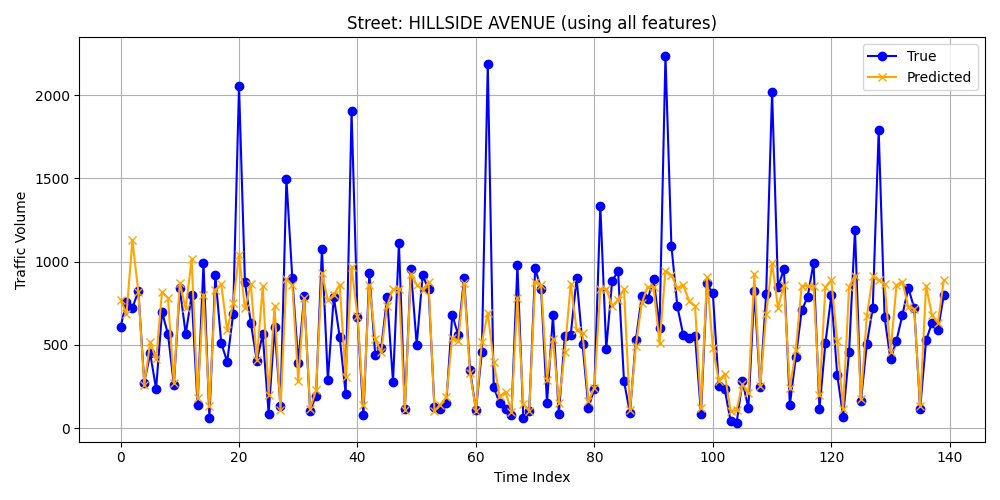 Street: HILLSIDE AVENUE (using all features)
True
Predicted
Traffic Volume
2000
1500
1000
500
0
0 20 40 60 80 100 120 140
Time Index